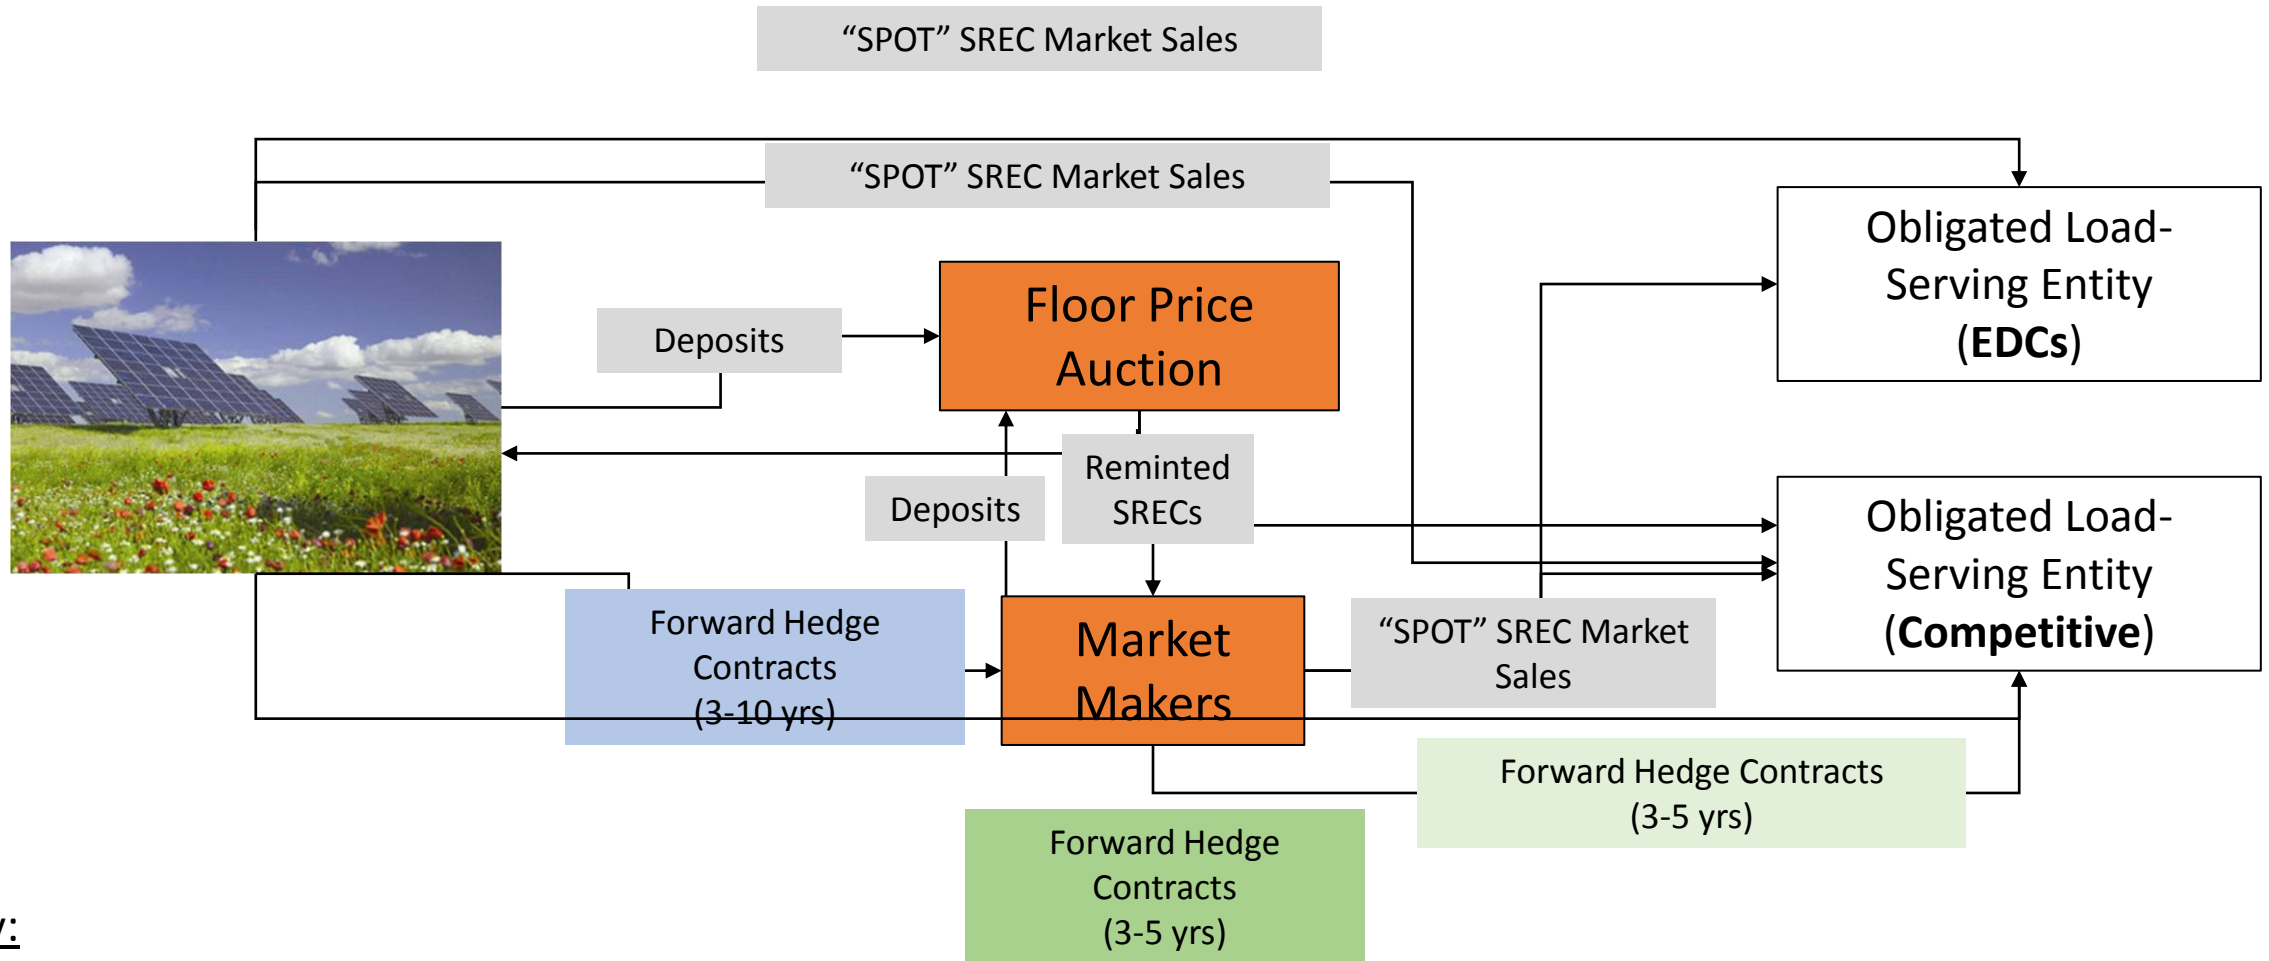 “SPOT” SREC Market Sales
“SPOT” SREC Market Sales
Obligated Load-
Serving Entity
(EDCs)
Floor Price
Auction
Deposits
Reminted
SRECs
Deposits
Obligated Load-
Serving Entity
(Competitive)
Forward Hedge
Contracts
(3-10 yrs)
Market
Makers
“SPOT” SREC Market
Sales
Forward Hedge Contracts
(3-5 yrs)
Forward Hedge
Contracts
(3-5 yrs)